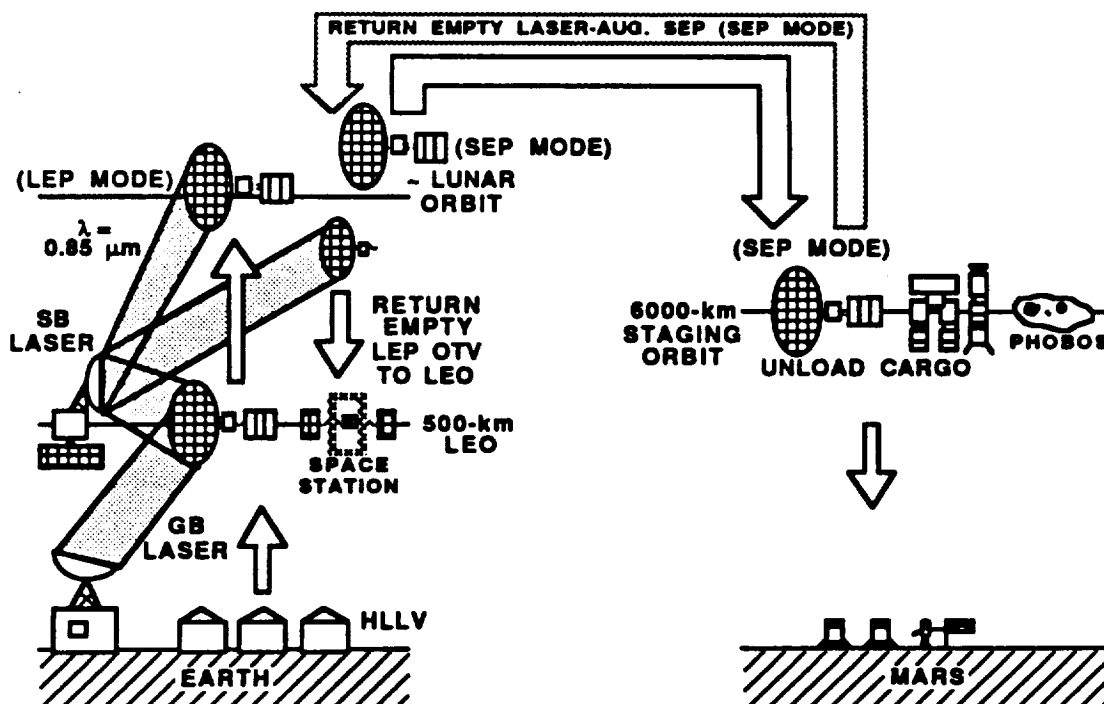 RETURN EMPTY LASER-AUG. SEP (SEP MODE)
(SEP MODE)
~ LUNAR
ORBIT
(LEP MODE)
λ =
0.85 μm
SB
LASER
RETURN
EMPTY
LEP OTV
TO LEO
500-km
LEO
SPACE
STATION
GB
LASER
HLLV
EARTH
(SEP MODE)
6000-km
STAGING
ORBIT
UNLOAD CARGO
PHOBOS
MARS